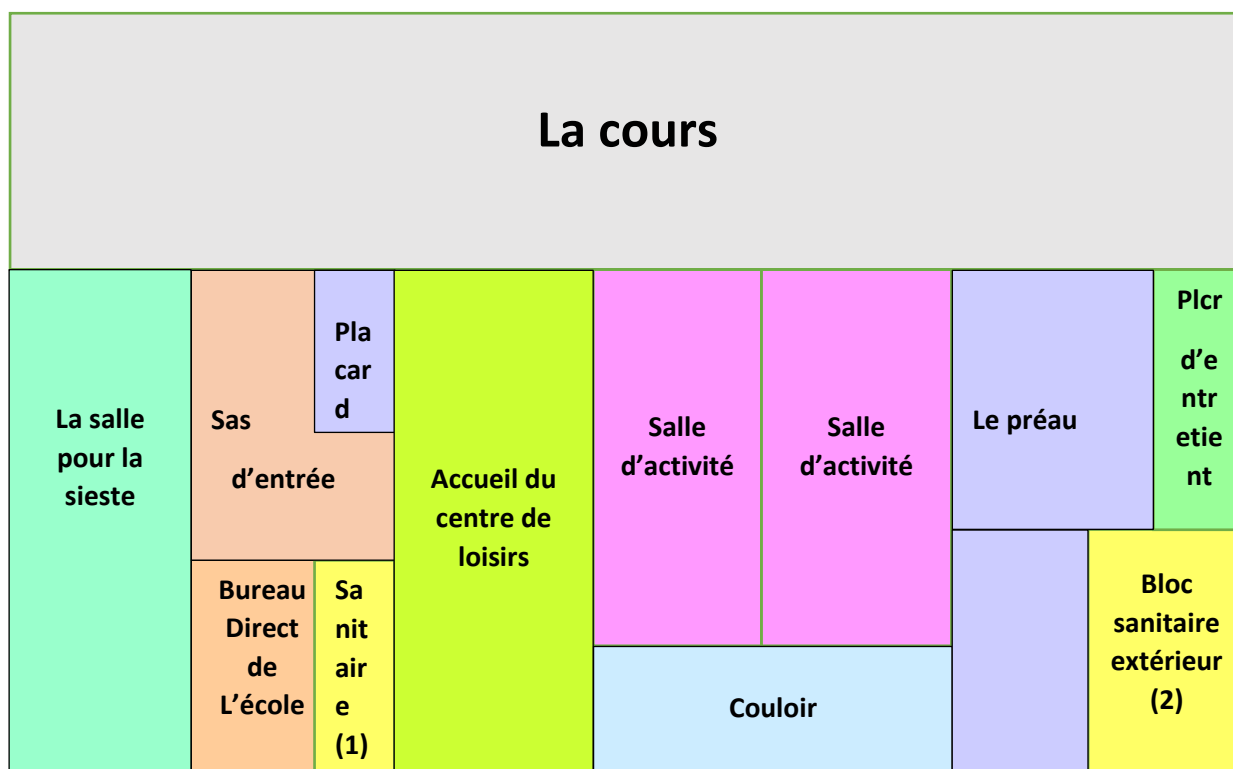 La cours
La salle
pour la
sieste
Sas
d’entrée
Pla
car
d
Bureau
Direct
de
L’école
Sa
nit
air
e
(1)
Accueil du
centre de
loisirs
Salle
d’activité
Salle
d’activité
Couloir
Le préau
Plcr
d’e
ntr
etie
nt
Bloc
sanitaire
extérieur
(2)